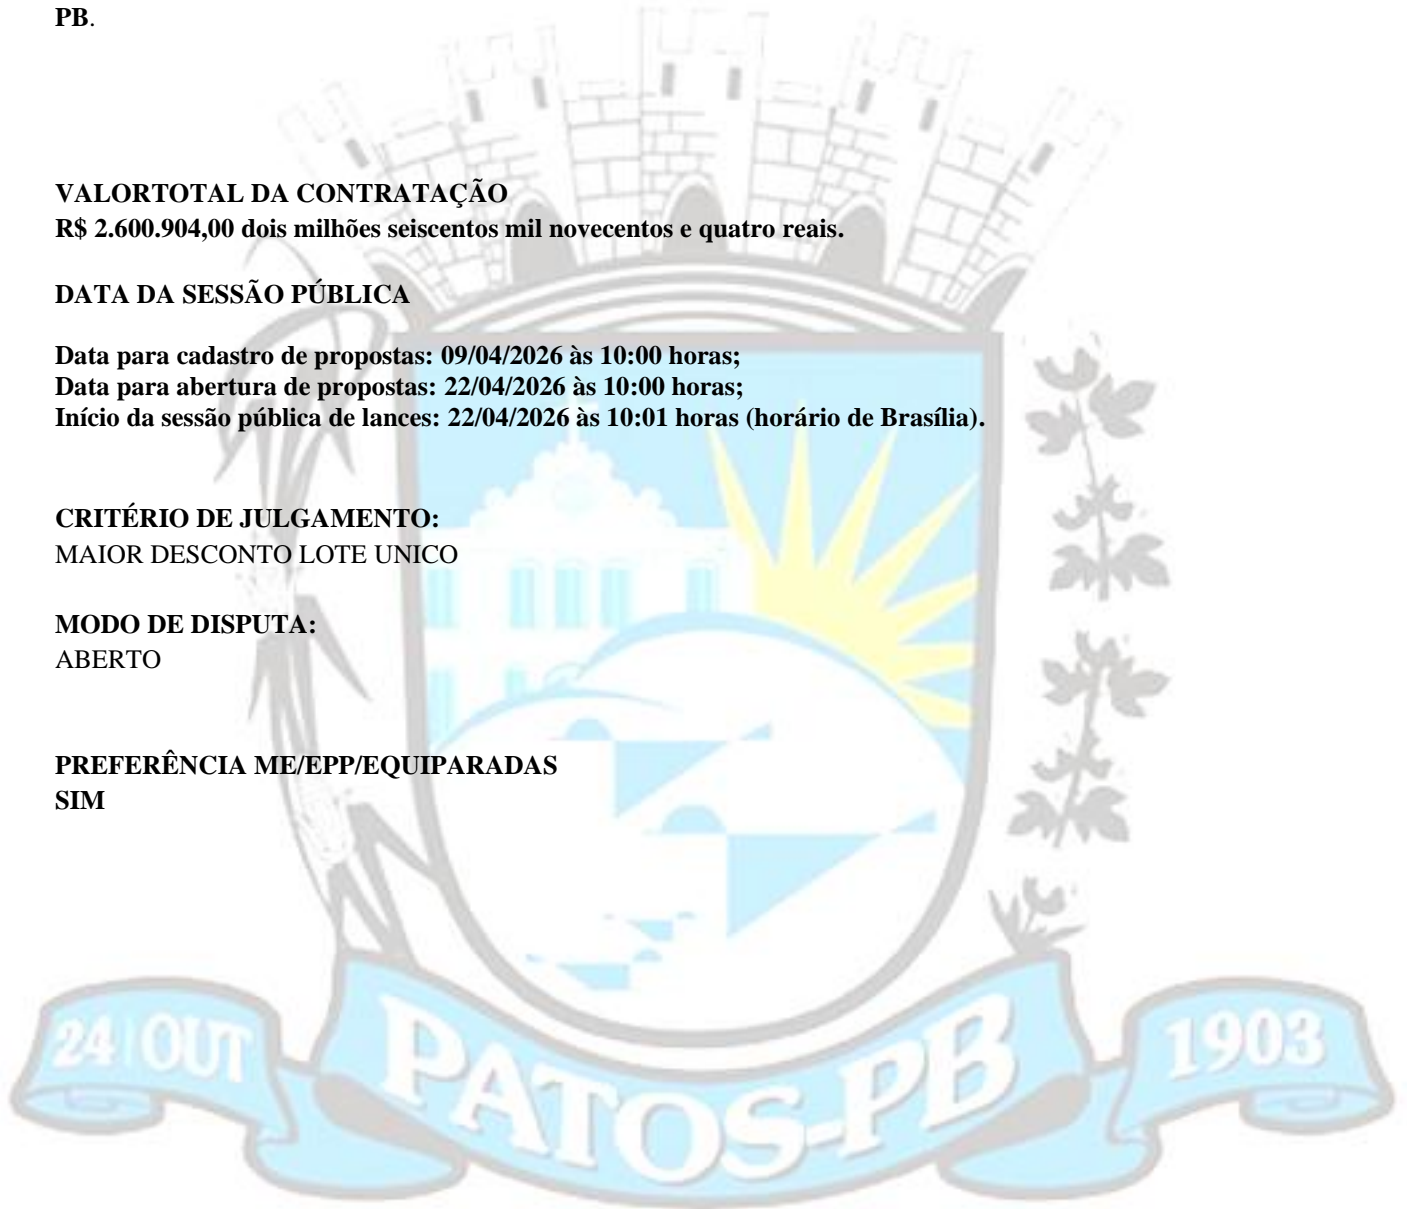 PB.
VALORTOTAL DA CONTRATAÇÃO
R$ 2.600.904,00 dois milhões seiscentos mil novecentos e quatro reais.
DATA DA SESSÃO PÚBLICA
Data para cadastro de propostas: 09/04/2026 às 10:00 horas;
Data para abertura de propostas: 22/04/2026 às 10:00 horas;
Início da sessão pública de lances: 22/04/2026 às 10:01 horas (horário de Brasília).
CRITÉRIO DE JULGAMENTO:
MAIOR DESCONTO LOTE UNICO
MODO DE DISPUTA:
ABERTO
PREFERÊNCIA ME/EPP/EQUIPARADAS
SIM
24 OUT
PATOS-PB
1903